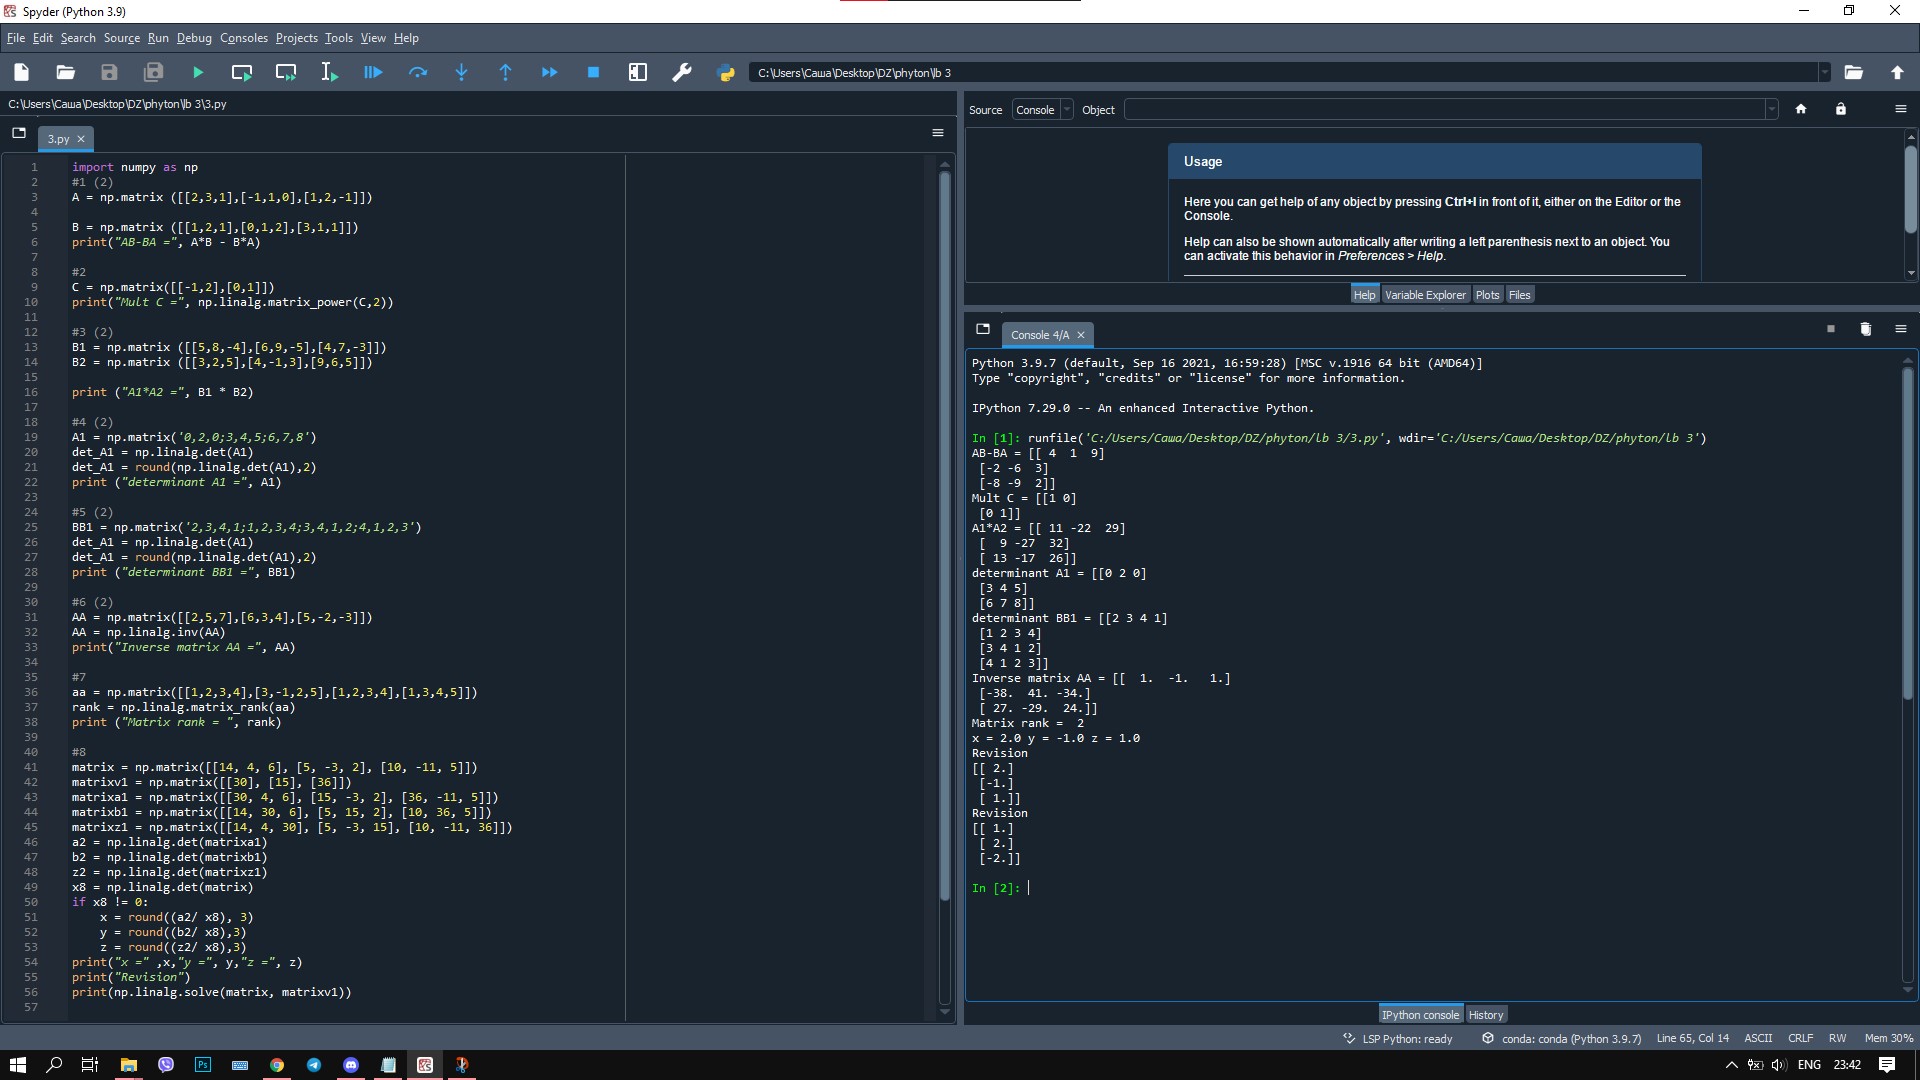 Spyder (Python 3.9)
File Edit Search Source Run Debug Consoles Projects Tools View Help
C:\Users\Саша\Desktop\DZ\phyton\lb 3
C:\Users\Саша\Desktop\DZ\phyton\lb 3\3.py
3.py
1 import numpy as np
2 #1 (2)
3 A = np.matrix ([[2,3,1],[-1,1,0],[1,2,-1]])
4
5 B = np.matrix ([[1,2,1],[0,1,2],[3,1,1]])
6 print("AB-BA =", A*B - B*A)
7
8 #2
9 C = np.matrix([[-1,2],[0,1]])
10 print("Mult C =", np.linalg.matrix_power(C,2))
11
12 #3 (2)
13 B1 = np.matrix ([[5,8,-4],[6,9,-5],[4,7,-3]])
14 B2 = np.matrix ([[3,2,5],[4,-1,3],[9,6,5]])
15
16 print ("A1*A2 =", B1 * B2)
17
18 #4 (2)
19 A1 = np.matrix('0,2,0;3,4,5;6,7,8')
20 det_A1 = np.linalg.det(A1)
21 det_A1 = round(np.linalg.det(A1),2)
22 print ("determinant A1 =", A1)
23
24 #5 (2)
25 BB1 = np.matrix('2,3,4,1;1,2,3,4;3,4,1,2;4,1,2,3')
26 det_A1 = np.linalg.det(A1)
27 det_A1 = round(np.linalg.det(A1),2)
28 print ("determinant BB1 =", BB1)
29
30 #6 (2)
31 AA = np.matrix([[2,5,7],[6,3,4],[5,-2,-3]])
32 AA = np.linalg.inv(AA)
33 print("Inverse matrix AA =", AA)
34
35 #7
36 aa = np.matrix([[1,2,3,4],[3,-1,2,5],[1,2,3,4],[1,3,4,5]])
37 rank = np.linalg.matrix_rank(aa)
38 print ("Matrix rank = ", rank)
39
40 #8
41 matrix = np.matrix([[14, 4, 6], [5, -3, 2], [10, -11, 5]])
42 matrixv1 = np.matrix([[30], [15], [36]])
43 matrixa1 = np.matrix([[30, 4, 6], [15, -3, 2], [36, -11, 5]])
44 matrixb1 = np.matrix([[14, 30, 6], [5, 15, 2], [10, 36, 5]])
45 matrixz1 = np.matrix([[14, 4, 30], [5, -3, 15], [10, -11, 36]])
46 a2 = np.linalg.det(matrixa1)
47 b2 = np.linalg.det(matrixb1)
48 z2 = np.linalg.det(matrixz1)
49 x8 = np.linalg.det(matrix)
50 if x8 != 0:
51     x = round((a2/ x8), 3)
52     y = round((b2/ x8),3)
53     z = round((z2/ x8),3)
54 print("x =" ,x,"y =", y,"z =", z)
55 print("Revision")
56 print(np.linalg.solve(matrix, matrixv1))
57
Source Console Object
Usage
Here you can get help of any object by pressing Ctrl+I in front of it, either on the Editor or the
Console.
Help can also be shown automatically after writing a left parenthesis next to an object. You
can activate this behavior in Preferences > Help.
Help Variable Explorer Plots Files
Console 4/A
Python 3.9.7 (default, Sep 16 2021, 16:59:28) [MSC v.1916 64 bit (AMD64)]
Type "copyright", "credits" or "license" for more information.
IPython 7.29.0 -- An enhanced Interactive Python.
In [1]: runfile('C:/Users/Саша/Desktop/DZ/phyton/lb 3/3.py', wdir='C:/Users/Саша/Desktop/DZ/phyton/lb 3')
AB-BA = [[ 4  1  9]
 [-2 -6  3]
 [-8 -9  2]]
Mult C = [[1 0]
 [0 1]]
A1*A2 = [[ 11 -22  29]
 [  9 -27  32]
 [ 13 -17  26]]
determinant A1 = [[0 2 0]
 [3 4 5]
 [6 7 8]]
determinant BB1 = [[2 3 4 1]
 [1 2 3 4]
 [3 4 1 2]
 [4 1 2 3]]
Inverse matrix AA = [[  1.  -1.   1.]
 [-38.  41. -34.]
 [ 27. -29.  24.]]
Matrix rank =  2
x = 2.0 y = -1.0 z = 1.0
Revision
[[ 2.]
 [-1.]
 [ 1.]]
Revision
[[ 1.]
 [ 2.]
 [-2.]]
In [2]:
IPython console History
LSP Python: ready conda: conda (Python 3.9.7) Line 65, Col 14 ASCII CRLF RW Mem 30%
Ps ENG 23:42